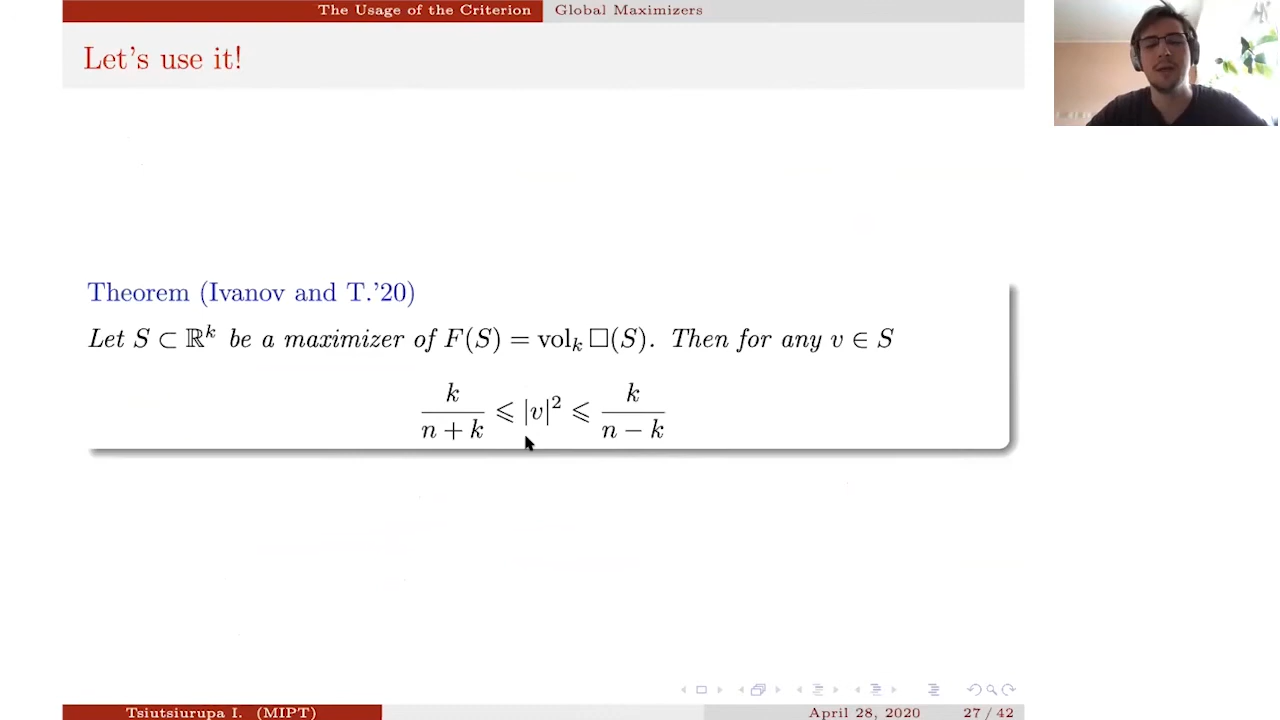 The Usage of the Criterion Global Maximizers
Let's use it!
Theorem (Ivanov and T.'20)
Let S ⊂ ℝ^k be a maximizer of F(S) = vol_k □(S). Then for any v ∈ S
k/(n + k) ⩽ |v|² ⩽ k/(n − k)
Tsiutsiurupa I. (MIPT) April 28, 2020 27 / 42